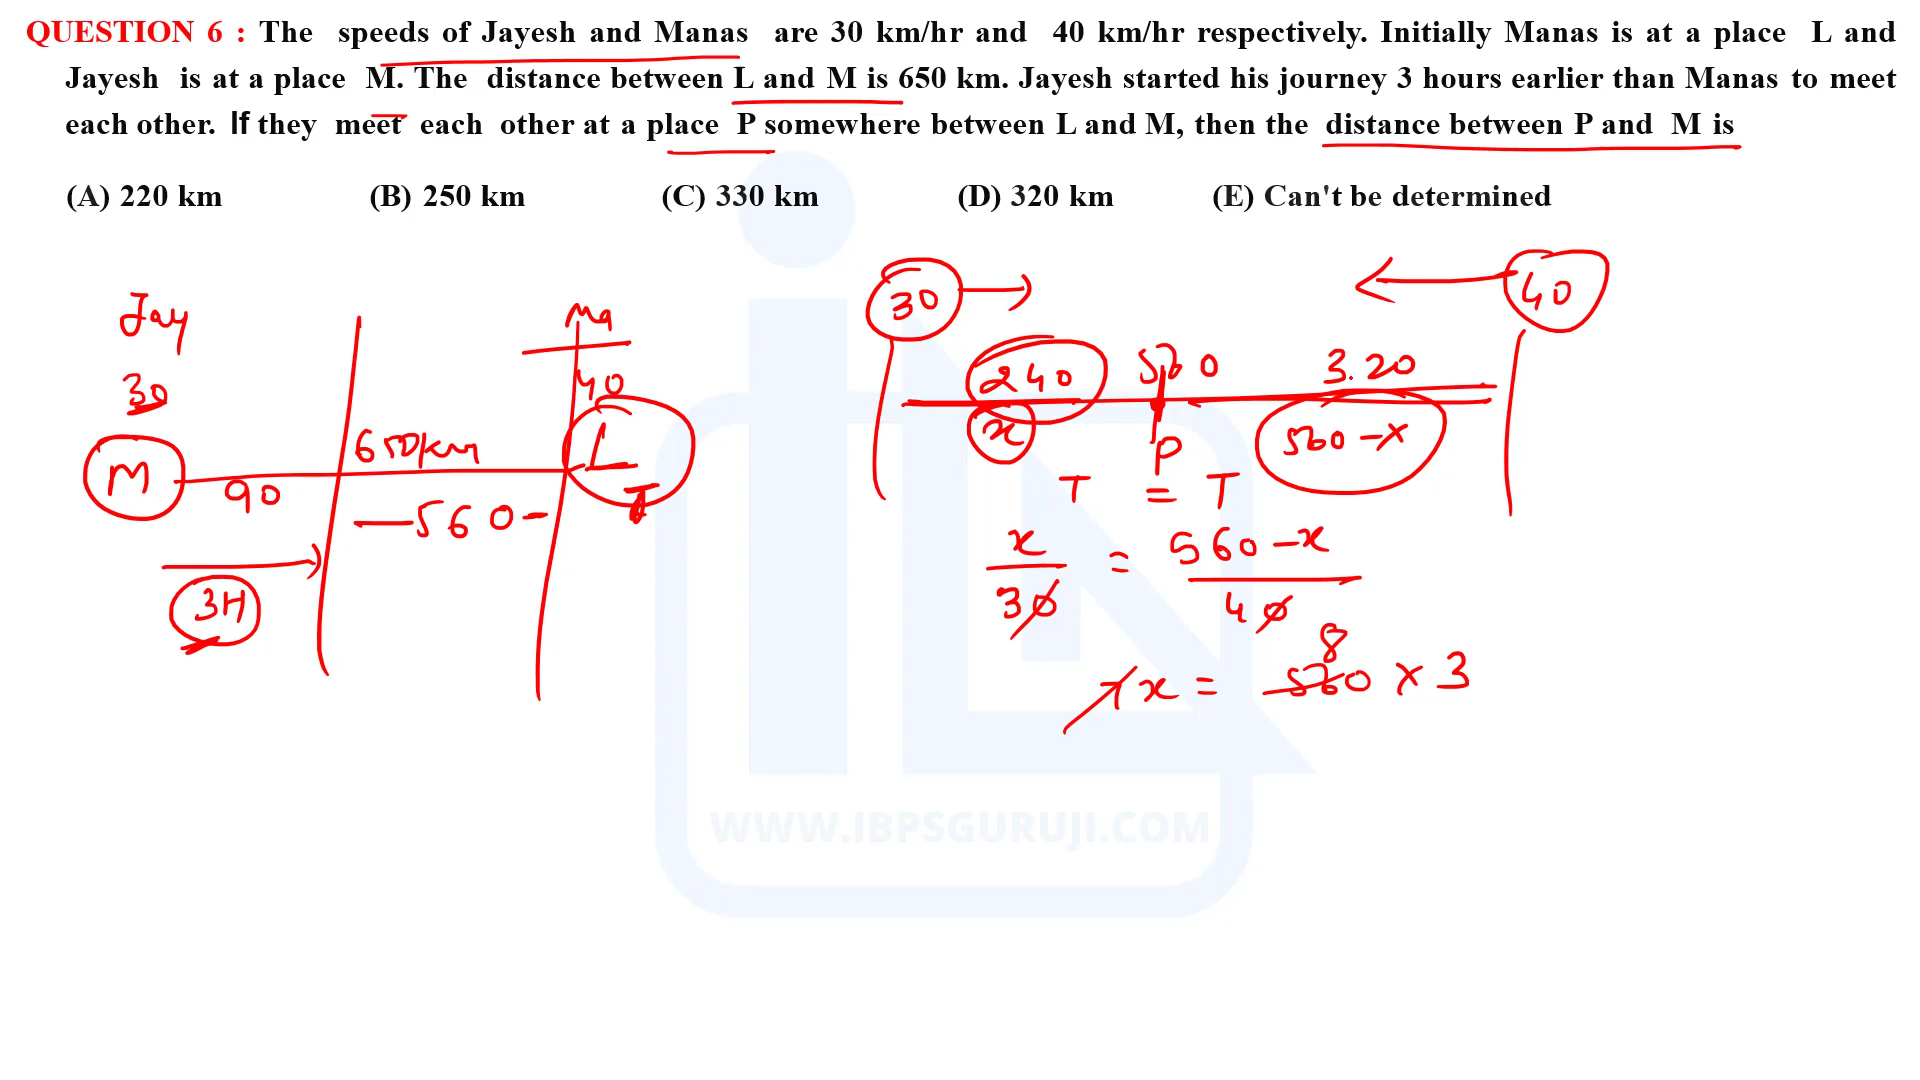 QUESTION 6 : The speeds of Jayesh and Manas are 30 km/hr and 40 km/hr respectively. Initially Manas is at a place L and
Jayesh is at a place M. The distance between L and M is 650 km. Jayesh started his journey 3 hours earlier than Manas to meet
each other. If they meet each other at a place P somewhere between L and M, then the distance between P and M is
(A) 220 km (B) 250 km (C) 330 km (D) 320 km (E) Can't be determined
30 40
Jay Ma
240 560 3.20
30 40
x P 560 - x
M 650km L
90 T = T
560
x/30 = 560 - x/40
3H
8
7x = 560 x 3
WWW.IBPSGURUJI.COM